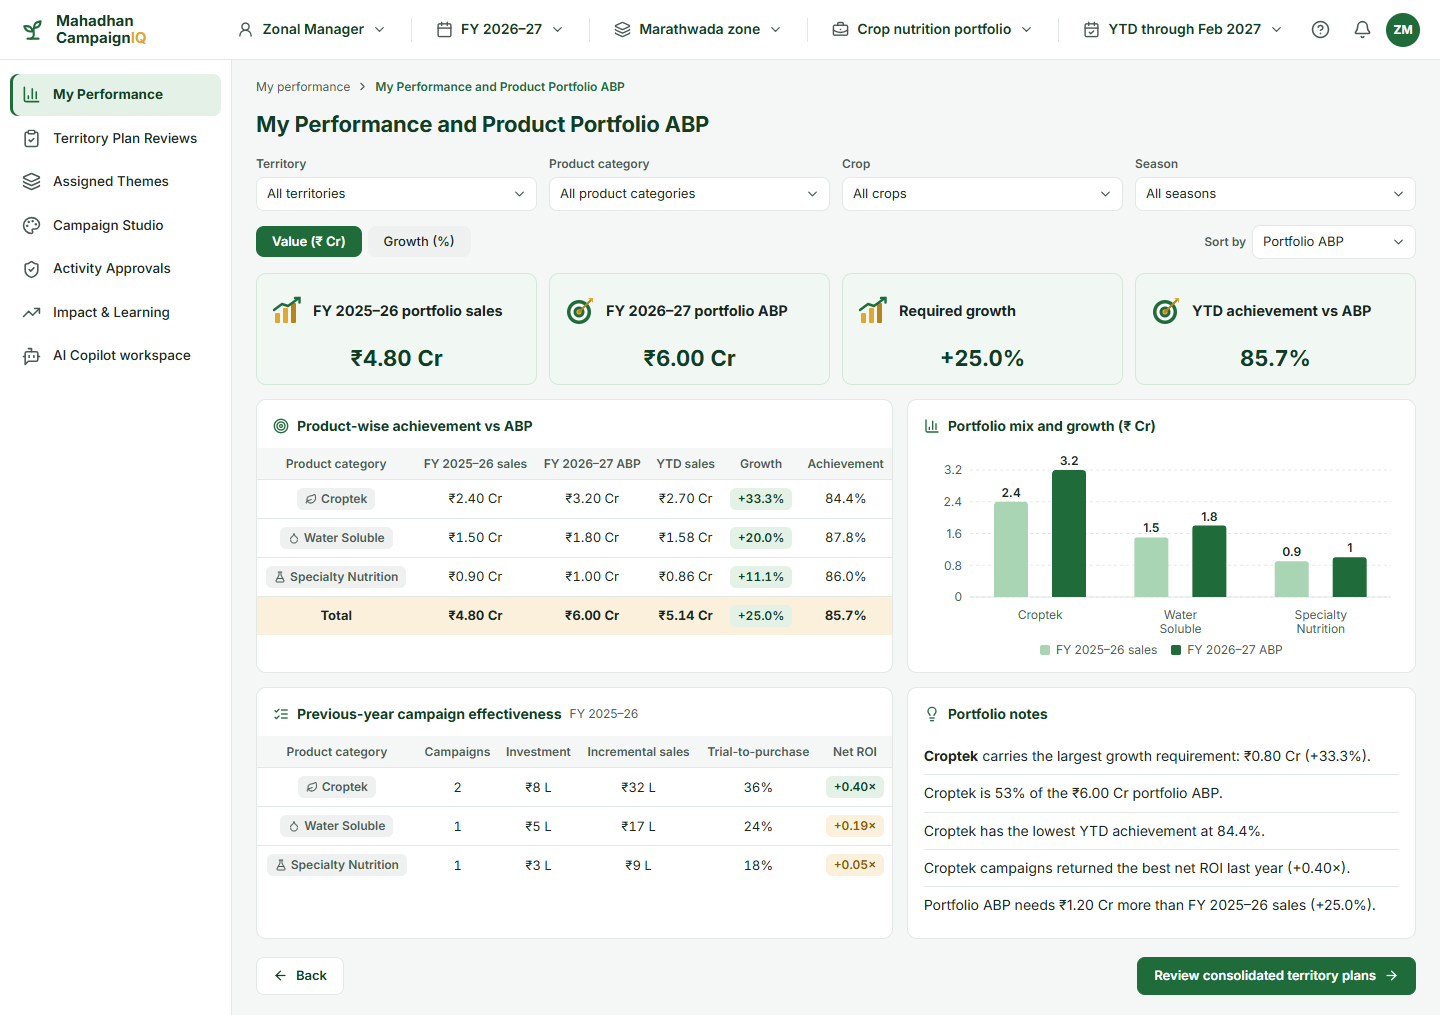 Mahadhan
CampaignIQ
Zonal Manager
FY 2026–27
Marathwada zone
Crop nutrition portfolio
YTD through Feb 2027
ZM
My Performance
Territory Plan Reviews
Assigned Themes
Campaign Studio
Activity Approvals
Impact & Learning
AI Copilot workspace
My performance > My Performance and Product Portfolio ABP
My Performance and Product Portfolio ABP
Territory
Product category
Crop
Season
All territories
All product categories
All crops
All seasons
Value (₹ Cr)
Growth (%)
Sort by
Portfolio ABP
FY 2025–26 portfolio sales
₹4.80 Cr
FY 2026–27 portfolio ABP
₹6.00 Cr
Required growth
+25.0%
YTD achievement vs ABP
85.7%
Product-wise achievement vs ABP
Product category FY 2025–26 sales FY 2026–27 ABP YTD sales Growth Achievement
Croptek ₹2.40 Cr ₹3.20 Cr ₹2.70 Cr +33.3% 84.4%
Water Soluble ₹1.50 Cr ₹1.80 Cr ₹1.58 Cr +20.0% 87.8%
Specialty Nutrition ₹0.90 Cr ₹1.00 Cr ₹0.86 Cr +11.1% 86.0%
Total ₹4.80 Cr ₹6.00 Cr ₹5.14 Cr +25.0% 85.7%
Portfolio mix and growth (₹ Cr)
3.2
2.4
1.6
0.8
0
2.4
3.2
1.5
1.8
0.9
1
Croptek
Water
Soluble
Specialty
Nutrition
FY 2025–26 sales
FY 2026–27 ABP
Previous-year campaign effectiveness FY 2025–26
Product category Campaigns Investment Incremental sales Trial-to-purchase Net ROI
Croptek 2 ₹8 L ₹32 L 36% +0.40×
Water Soluble 1 ₹5 L ₹17 L 24% +0.19×
Specialty Nutrition 1 ₹3 L ₹9 L 18% +0.05×
Portfolio notes
Croptek carries the largest growth requirement: ₹0.80 Cr (+33.3%).
Croptek is 53% of the ₹6.00 Cr portfolio ABP.
Croptek has the lowest YTD achievement at 84.4%.
Croptek campaigns returned the best net ROI last year (+0.40×).
Portfolio ABP needs ₹1.20 Cr more than FY 2025–26 sales (+25.0%).
Back
Review consolidated territory plans